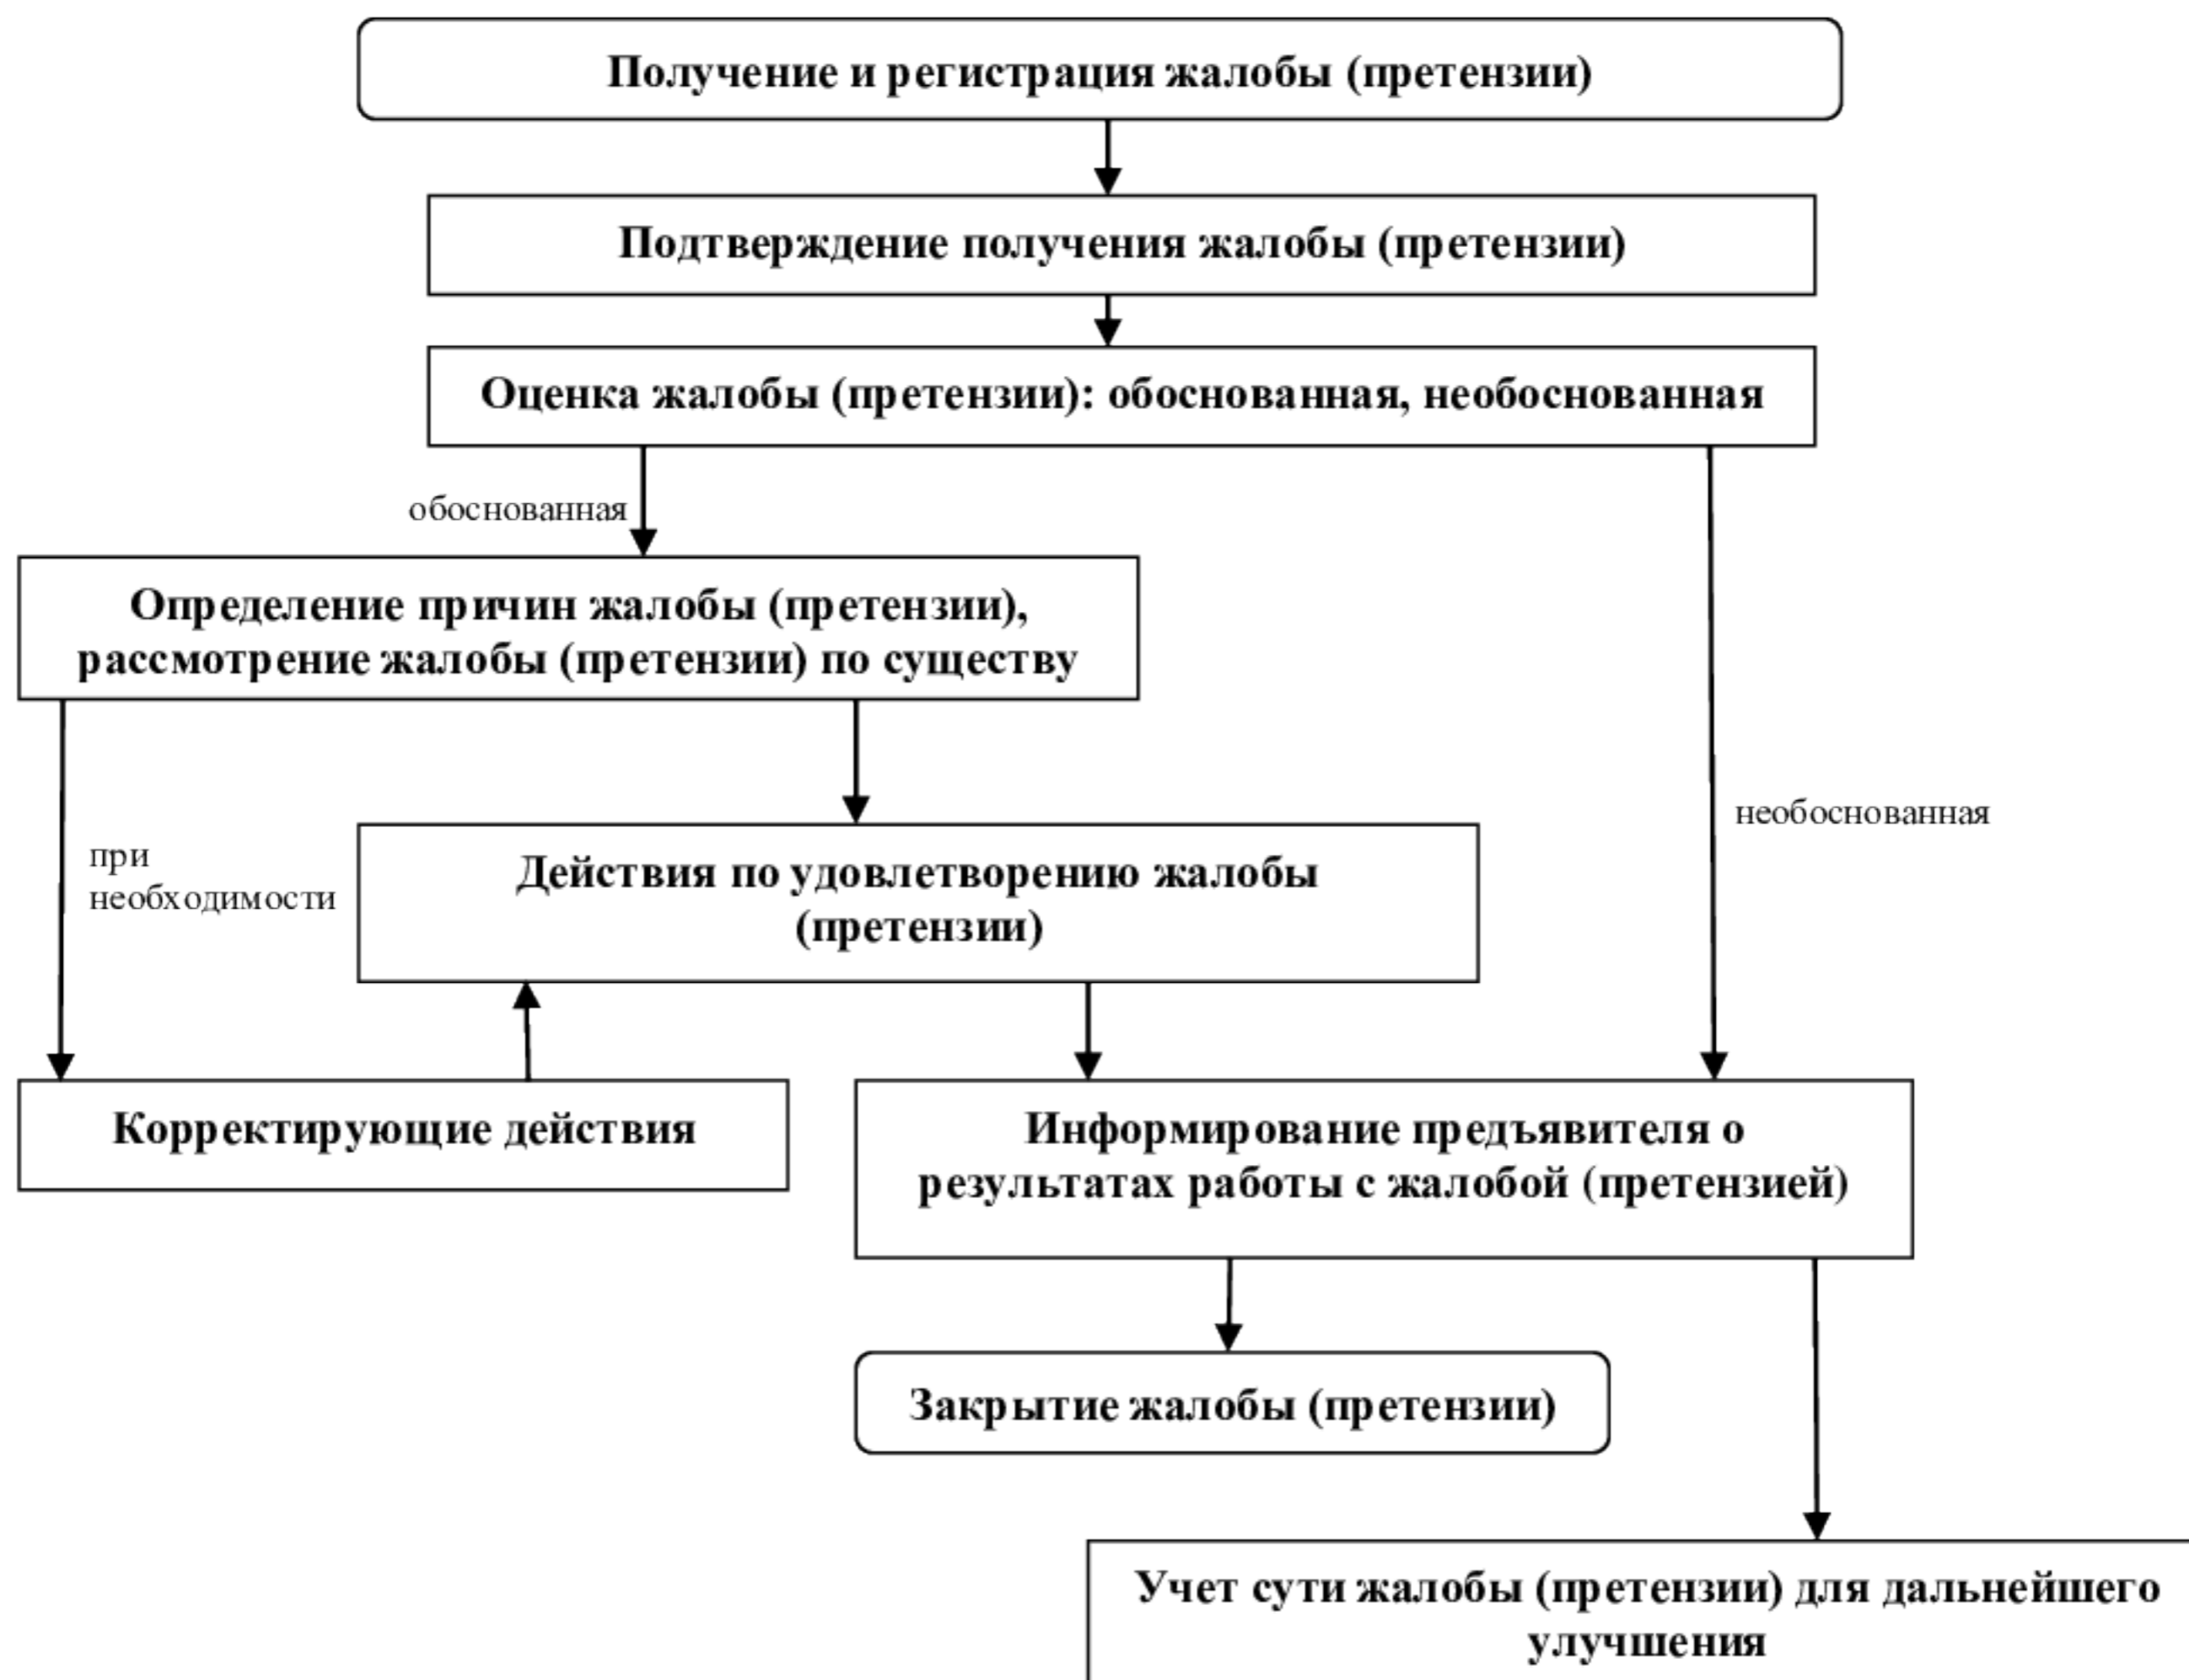 Получение и регистрация жалобы (претензии)
Подтверждение получения жалобы (претензии)
Оценка жалобы (претензии): обоснованная, необоснованная
обоснованная
Определение причин жалобы (претензии),
рассмотрение жалобы (претензии) по существу
необоснованная
при
необходимости
Действия по удовлетворению жалобы
(претензии)
Корректирующие действия
Информирование предъявителя о
результатах работы с жалобой (претензией)
Закрытие жалобы (претензии)
Учет сути жалобы (претензии) для дальнейшего
улучшения